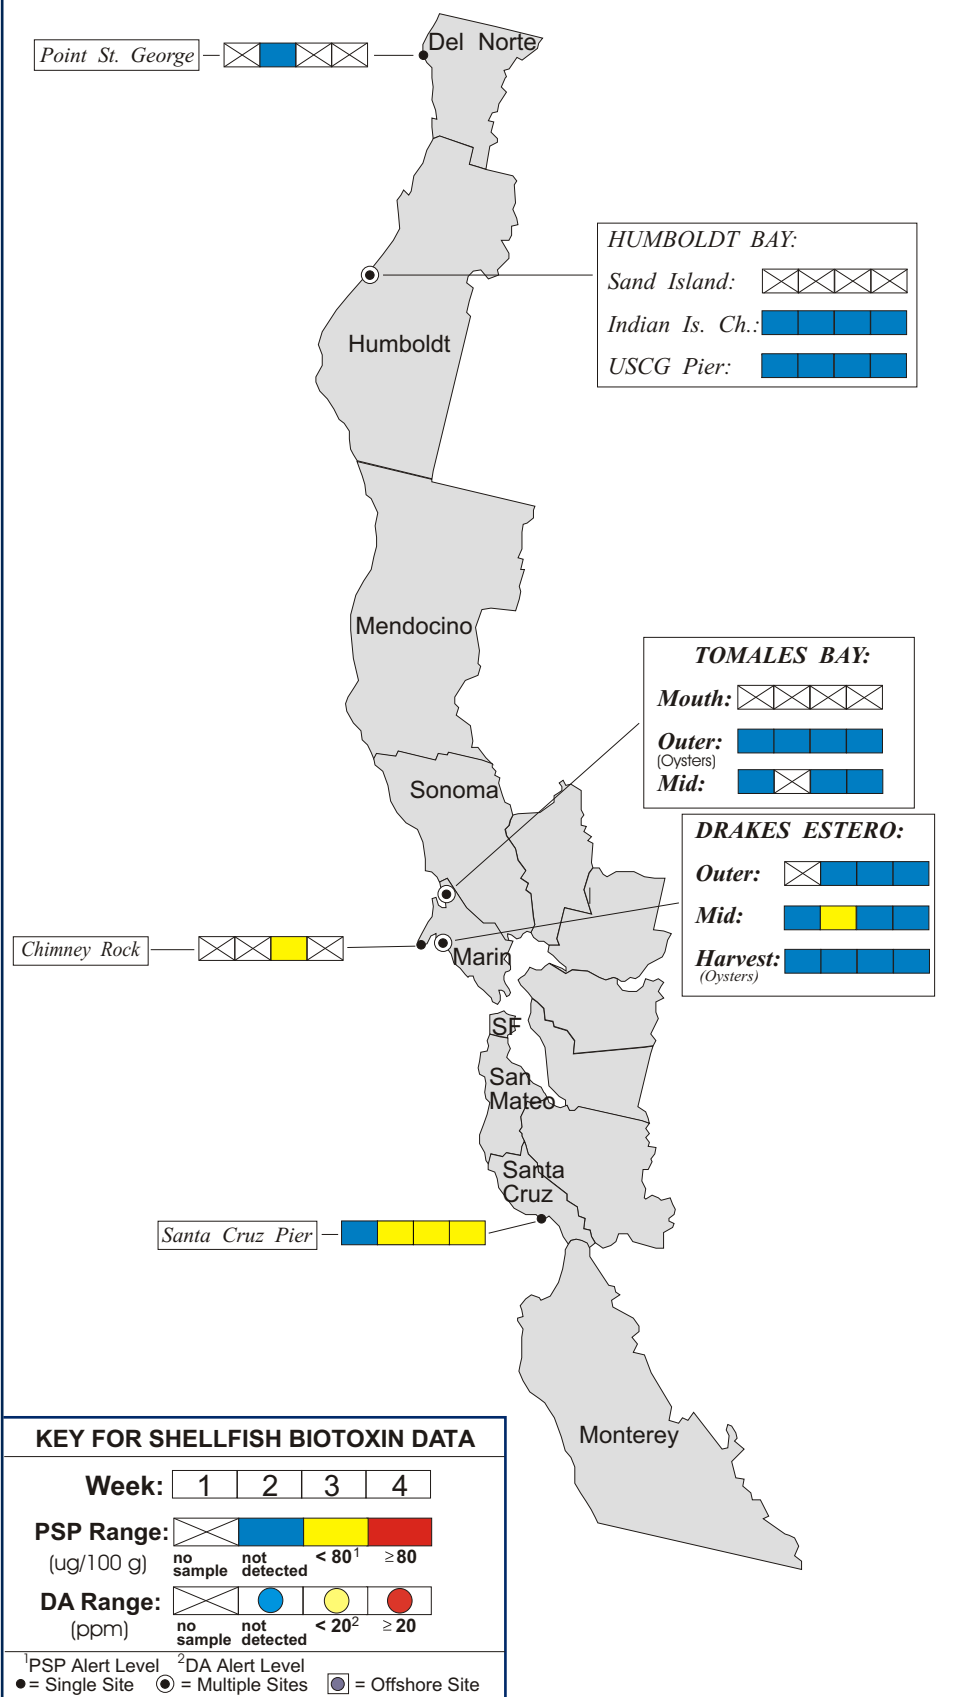 Point St. George
Del Norte
HUMBOLDT BAY:
Sand Island:
Indian Is. Ch.:
USCG Pier:
Humboldt
Mendocino
TOMALES BAY:
Mouth:
Outer:
(Oysters)
Mid:
Sonoma
DRAKES ESTERO:
Outer:
Mid:
Harvest:
(Oysters)
Chimney Rock
Marin
SF
San
Mateo
Santa
Cruz
Santa Cruz Pier
Monterey
KEY FOR SHELLFISH BIOTOXIN DATA
Week: 1 2 3 4
PSP Range:
(ug/100 g)
no sample
not detected
< 80¹
≥80
DA Range:
(ppm)
no sample
not detected
< 20²
≥ 20
¹PSP Alert Level ²DA Alert Level
= Single Site = Multiple Sites = Offshore Site